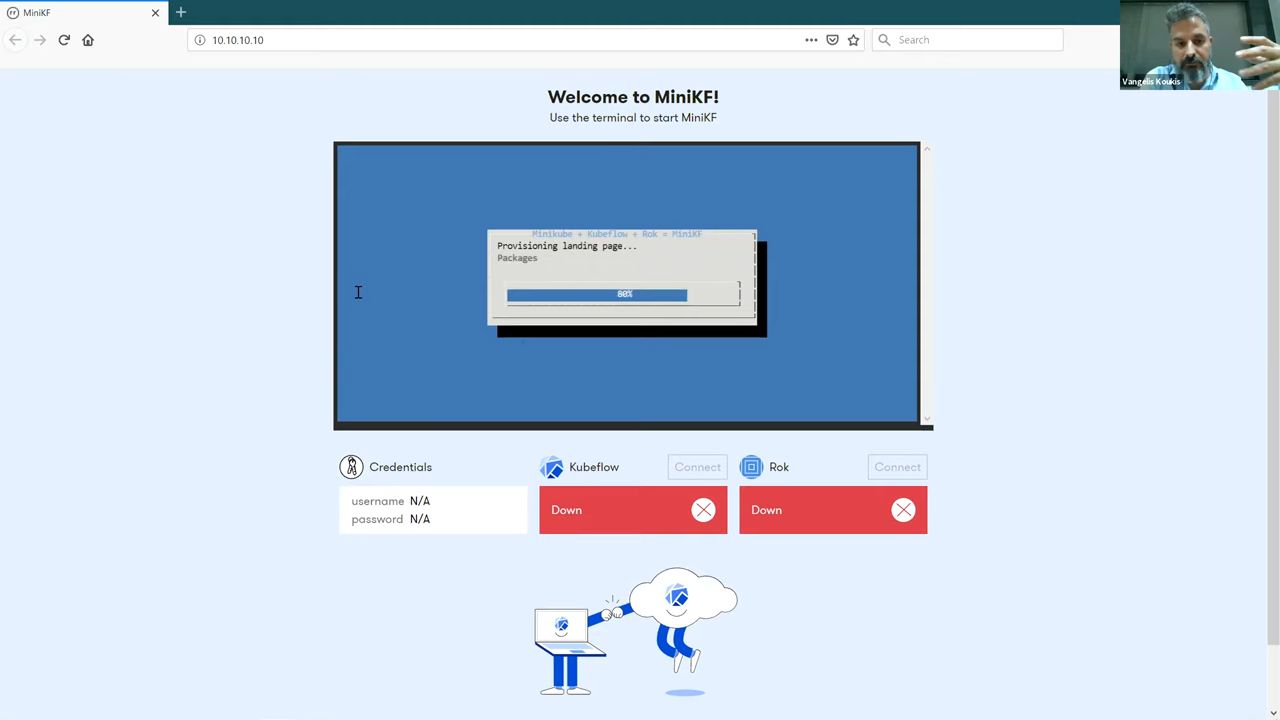 MiniKF
10.10.10.10
Search
Vangelis Koukis
Welcome to MiniKF!
Use the terminal to start MiniKF
Minikube + Kubeflow + Rok = MiniKF
Provisioning landing page...
Packages
80%
Credentials
username N/A
password N/A
Kubeflow
Connect
Down
Rok
Connect
Down